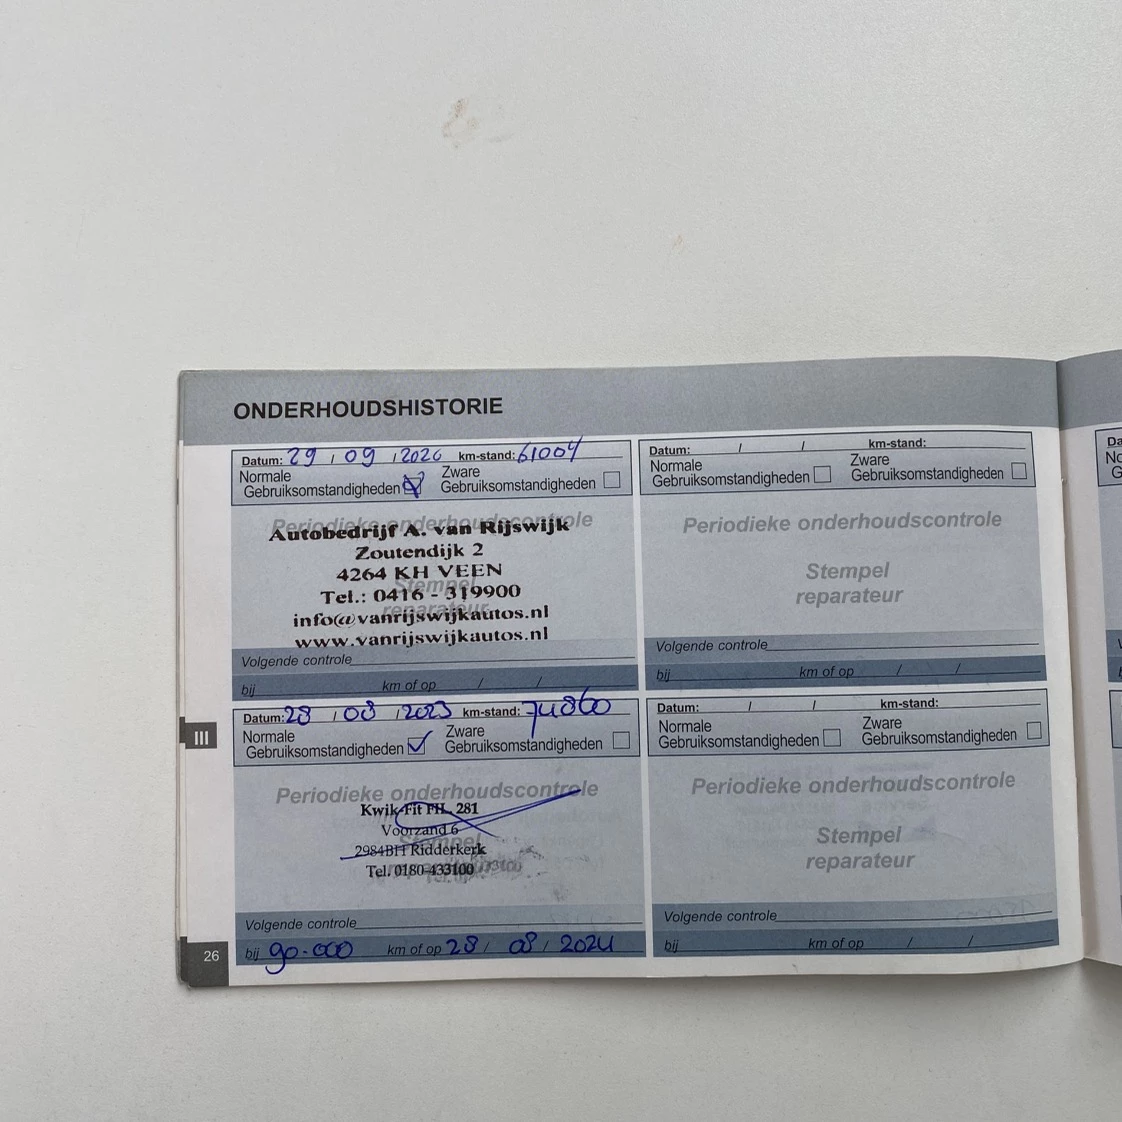 ONDERHOUDSHISTORIE
Datum: 29 / 09 / 2020 km-stand: 61004
Normale
Gebruiksomstandigheden
Zware
Gebruiksomstandigheden
Periodieke onderhoudscontrole
Autobedrijf A. van Rijswijk
Zoutendijk 2
4264 KH VEEN
Stempel
Tel.: 0416 - 319900
reparateur
info@vanrijswijkautos.nl
www.vanrijswijkautos.nl
Volgende controle
bij km of op / /
Datum: / / km-stand:
Normale
Gebruiksomstandigheden
Zware
Gebruiksomstandigheden
Periodieke onderhoudscontrole
Stempel
reparateur
Volgende controle
bij km of op / /
Datum: 28 / 08 / 2023 km-stand: 74860
Normale
Gebruiksomstandigheden
Zware
Gebruiksomstandigheden
Periodieke onderhoudscontrole
Kwik-Fit FIL. 281
Voorzand 6
Stempel
2984BH Ridderkerk
Tel. 0180-433100
Volgende controle
bij 90.000 km of op 28 / 08 / 2024
Datum: / / km-stand:
Normale
Gebruiksomstandigheden
Zware
Gebruiksomstandigheden
Periodieke onderhoudscontrole
Stempel
reparateur
Volgende controle
bij km of op / /
III
26